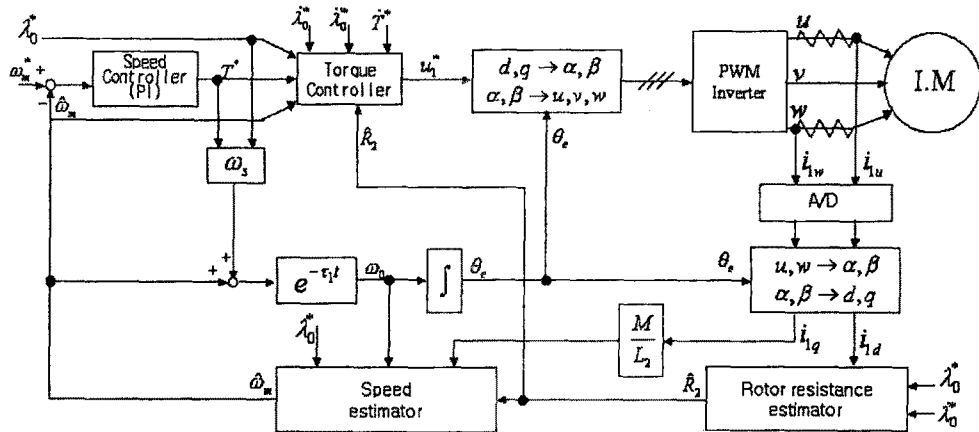 λ₀*
ω_m* +
−
ω̂_m
Speed
Controller
(PI)
T*
λ̇₀*
λ̇₀*
Ṫ*
Torque
Controller
u₁*
R̂₂
d,q → α,β
α,β → u,v,w
θ_e
PWM
Inverter
u
v
w
I.M
i₁w
i₁u
A/D
ω_s
+
+
e^{-τ₁t}
ω₀
∫
θ_e
θ_e
u,w → α,β
α,β → d,q
i₁q
i₁d
M
L₂
λ₀*
ω̂_m
Speed
estimator
R̂₂
Rotor resistance
estimator
λ̇₀*
λ₀*